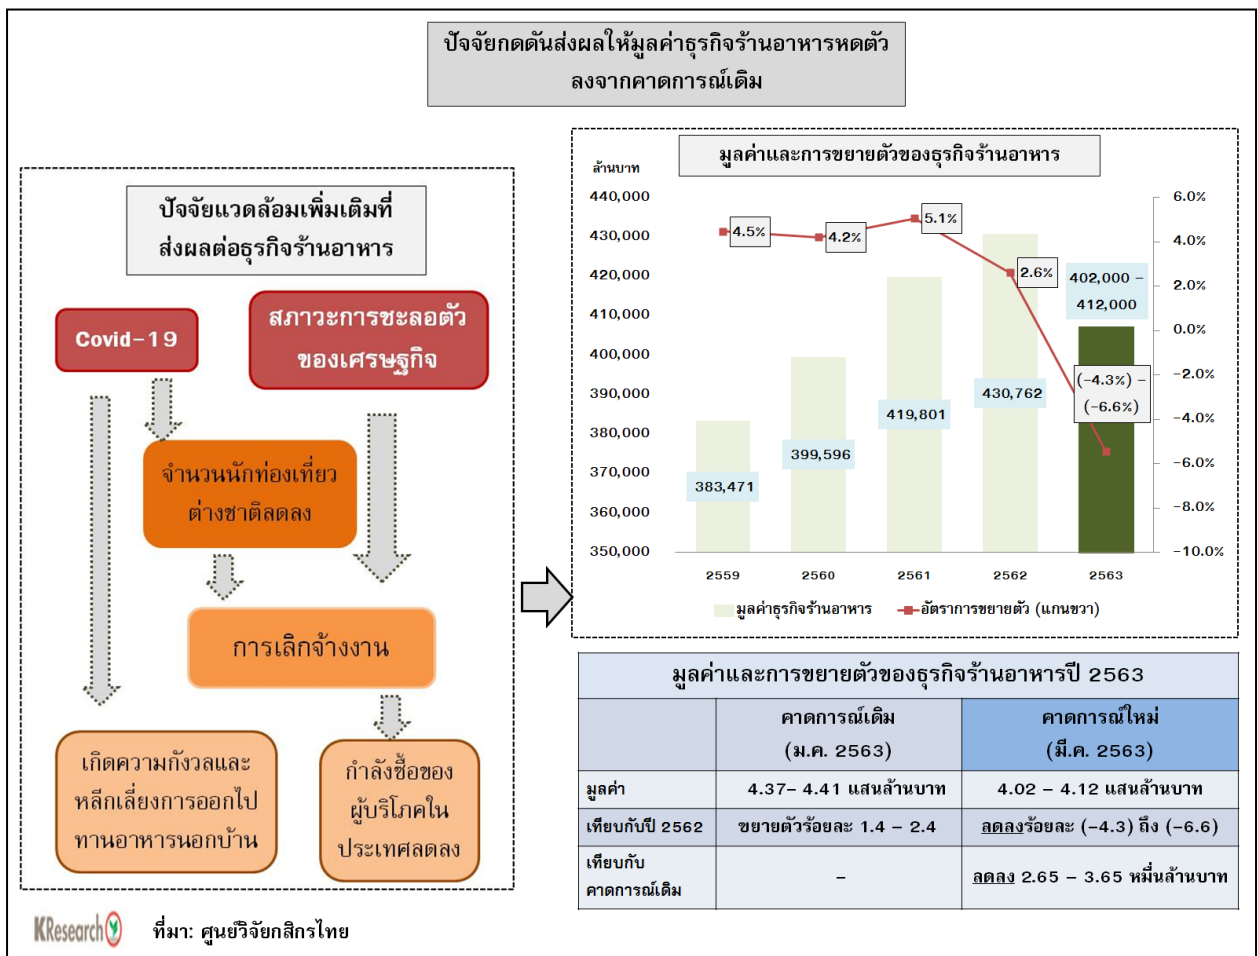 ปัจจัยกดดันส่งผลให้มูลค่าธุรกิจร้านอาหารหดตัว
ลงจากคาดการณ์เดิม
ปัจจัยแวดล้อมเพิ่มเติมที่
ส่งผลต่อธุรกิจร้านอาหาร
Covid-19
สภาวะการชะลอตัว
ของเศรษฐกิจ
จำนวนนักท่องเที่ยว
ต่างชาติลดลง
การเลิกจ้างงาน
เกิดความกังวลและ
หลีกเลี่ยงการออกไป
ทานอาหารนอกบ้าน
กำลังซื้อของ
ผู้บริโภคใน
ประเทศลดลง
มูลค่าและการขยายตัวของธุรกิจร้านอาหาร
ล้านบาท
440,000
430,000
420,000
410,000
400,000
390,000
380,000
370,000
360,000
350,000
6.0%
4.0%
2.0%
0.0%
-2.0%
-4.0%
-6.0%
-8.0%
-10.0%
4.5%
4.2%
5.1%
2.6%
(-4.3%) -
(-6.6%)
383,471
399,596
419,801
430,762
402,000 -
412,000
2559
2560
2561
2562
2563
มูลค่าธุรกิจร้านอาหาร
อัตราการขยายตัว (แกนขวา)
มูลค่าและการขยายตัวของธุรกิจร้านอาหารปี 2563
คาดการณ์เดิม
(ม.ค. 2563)
คาดการณ์ใหม่
(มี.ค. 2563)
มูลค่า
4.37- 4.41 แสนล้านบาท
4.02 - 4.12 แสนล้านบาท
เทียบกับปี 2562
ขยายตัวร้อยละ 1.4 - 2.4
ลดลงร้อยละ (-4.3) ถึง (-6.6)
เทียบกับ
คาดการณ์เดิม
-
ลดลง 2.65 - 3.65 หมื่นล้านบาท
KResearch
ที่มา: ศูนย์วิจัยกสิกรไทย